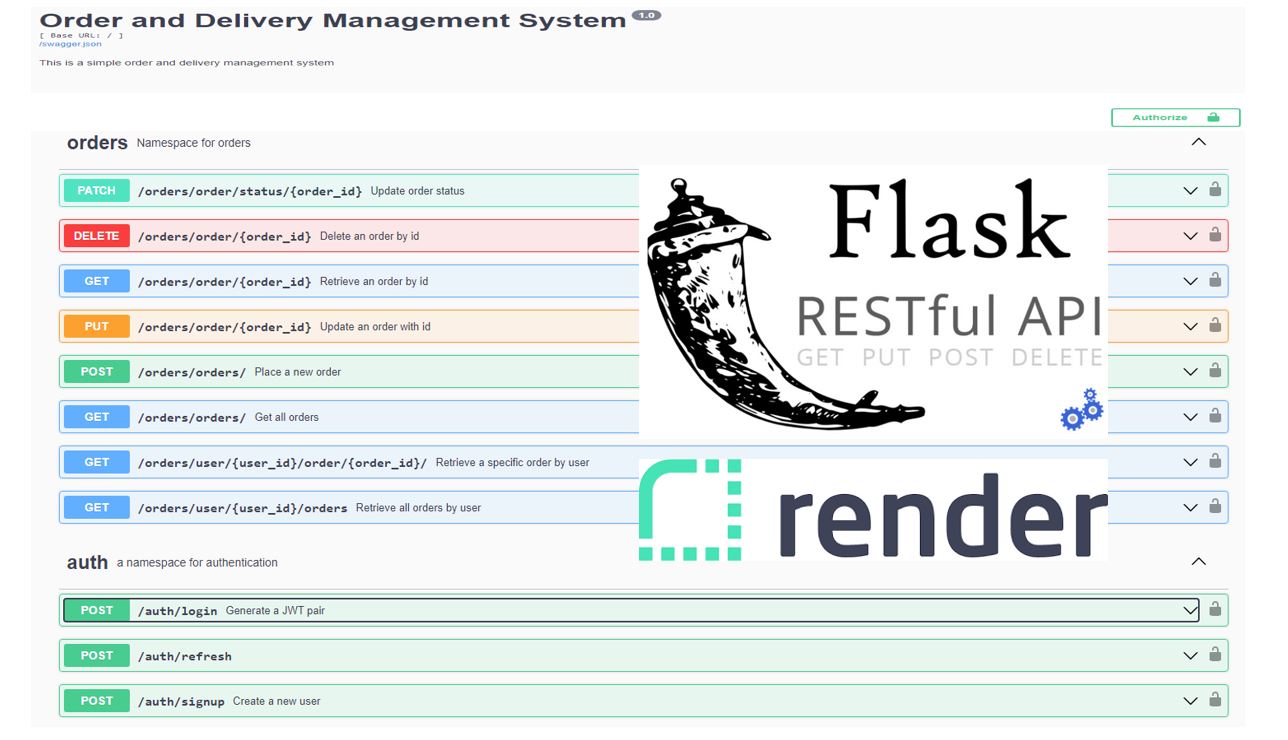 Order and Delivery Management System 1.0
[ Base URL: / ]
/swagger.json
This is a simple order and delivery management system
Authorize
orders Namespace for orders
PATCH /orders/order/status/{order_id} Update order status
DELETE /orders/order/{order_id} Delete an order by id
GET /orders/order/{order_id} Retrieve an order by id
PUT /orders/order/{order_id} Update an order with id
POST /orders/orders/ Place a new order
GET /orders/orders/ Get all orders
GET /orders/user/{user_id}/order/{order_id}/ Retrieve a specific order by user
GET /orders/user/{user_id}/orders Retrieve all orders by user
Flask
RESTful API
GET PUT POST DELETE
render
auth a namespace for authentication
POST /auth/login Generate a JWT pair
POST /auth/refresh
POST /auth/signup Create a new user